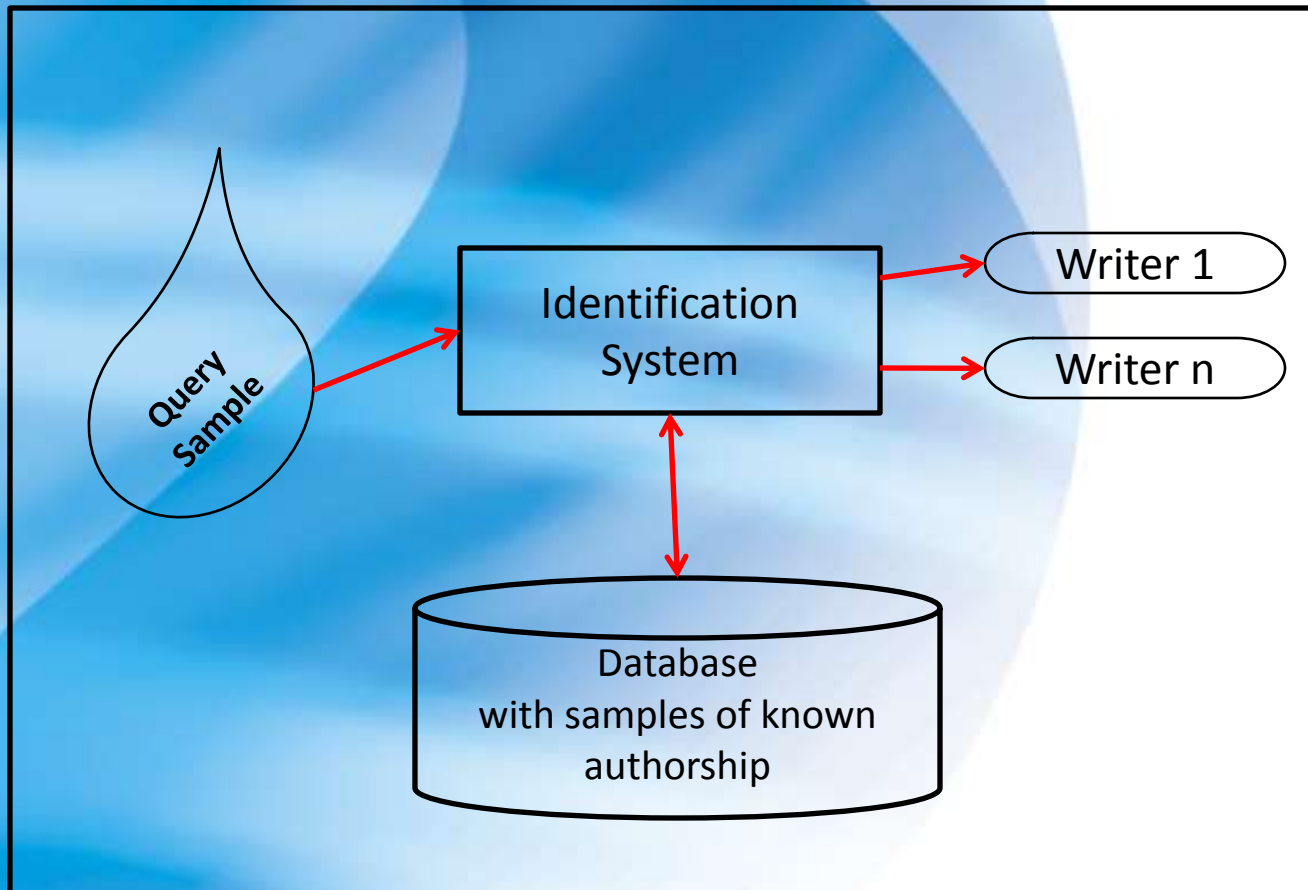 Query
Sample
Identification
System
Writer 1
Writer n
Database
with samples of known
authorship